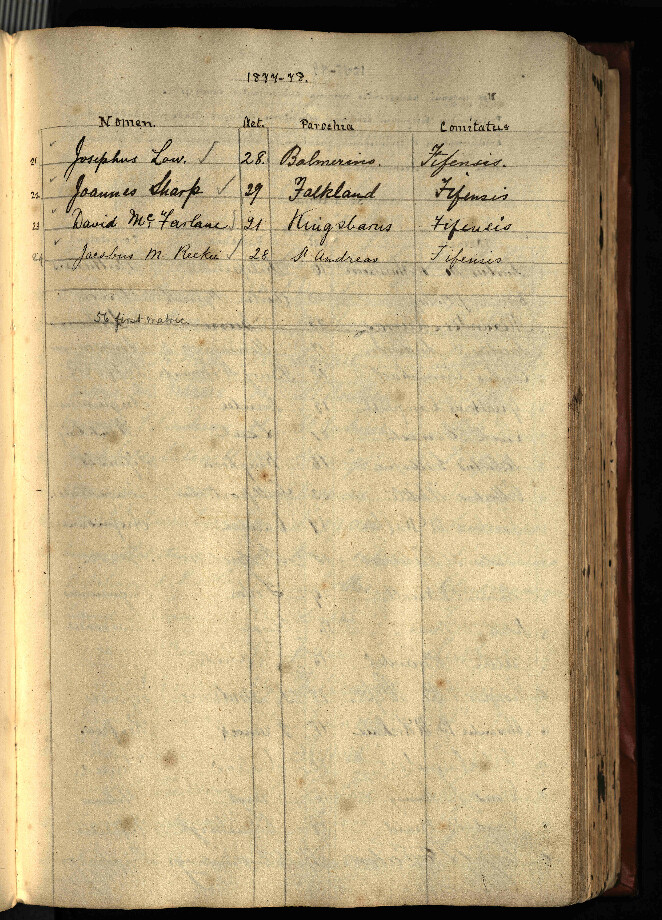 1877-78.
Nomen. Aet. Parochia Comitatus
21 Josephus Low. √ 28. Balmerino. Fifensis.
22 Joannes Sharp √ 29 Falkland Fifensis
23 David McFarlane √ 21 Kingsbarns Fifensis
24 Jacobus M. Reekie √ 28 St Andreas Fifensis
56 first matric